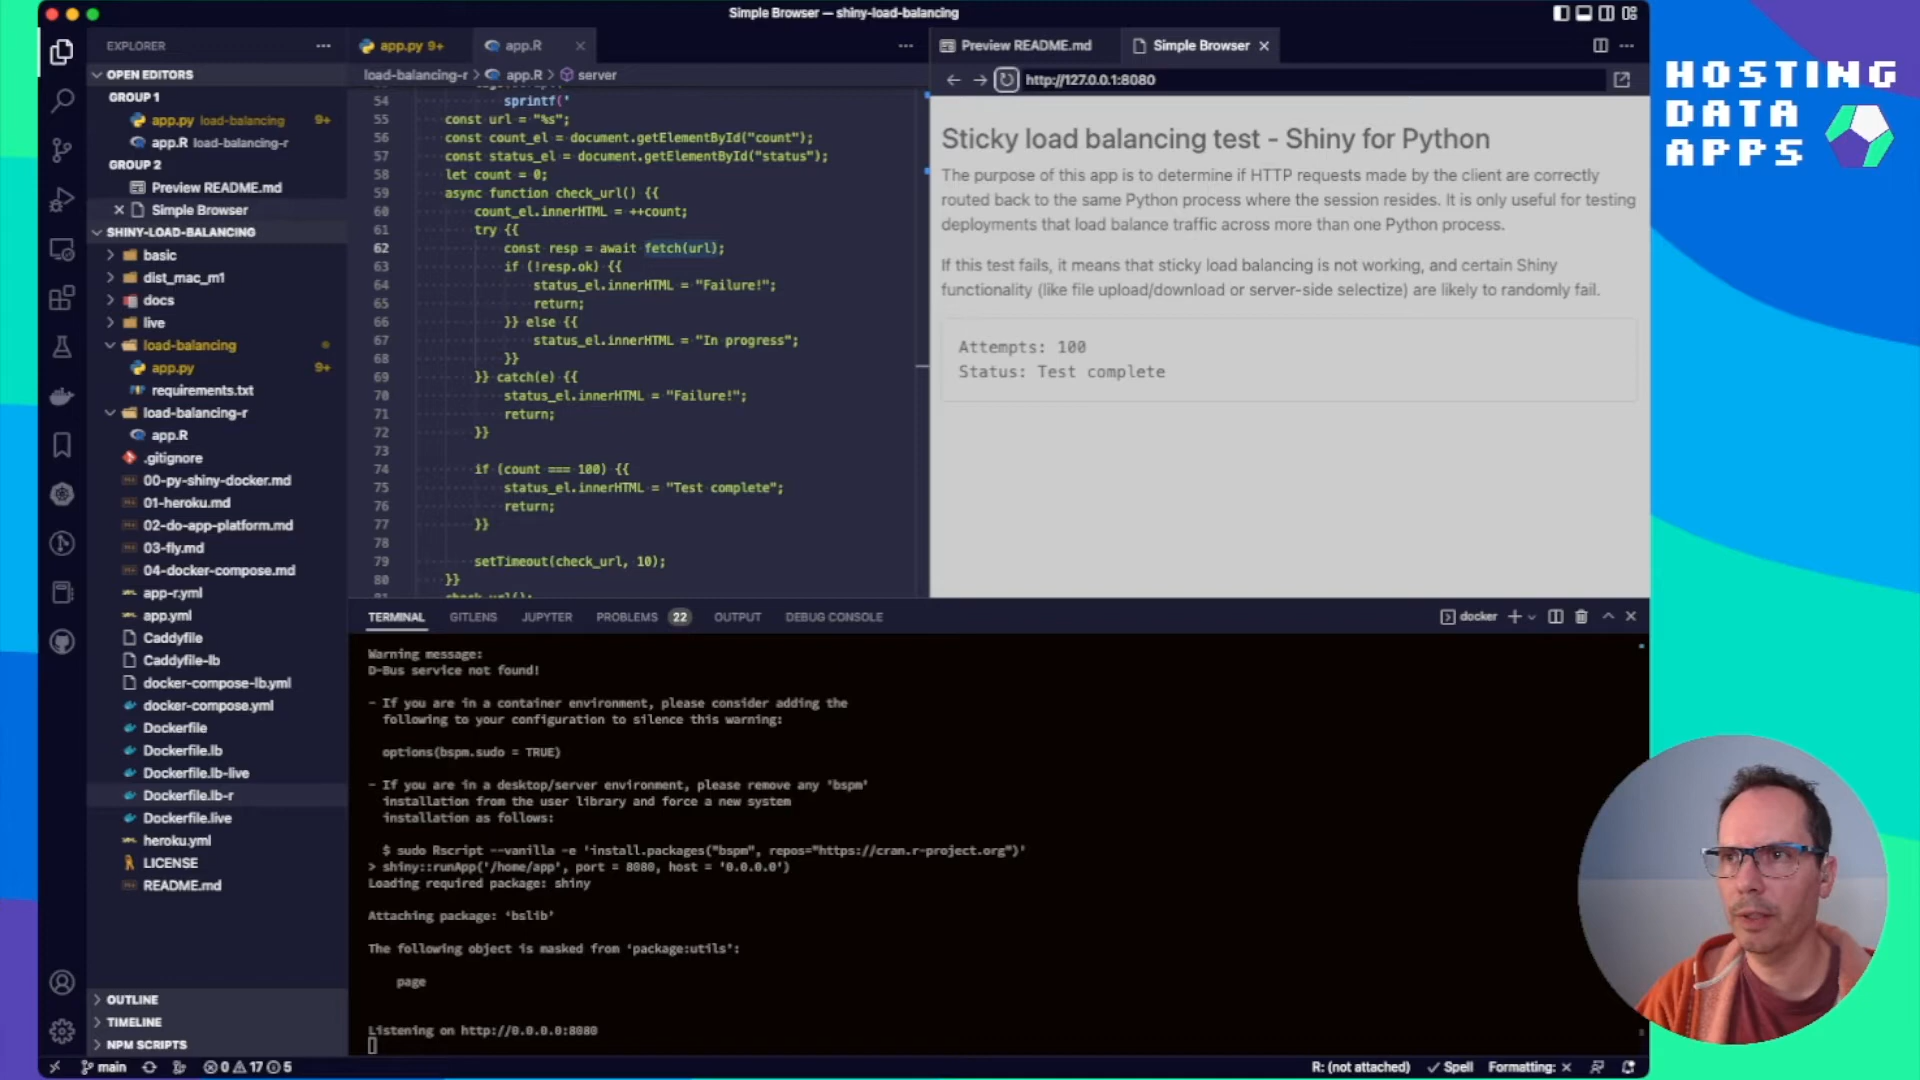 Simple Browser — shiny-load-balancing
EXPLORER
OPEN EDITORS
GROUP 1
app.py load-balancing 9+
app.R load-balancing-r
GROUP 2
Preview README.md
Simple Browser
SHINY-LOAD-BALANCING
basic
dist_mac_m1
docs
live
load-balancing
app.py 9+
requirements.txt
load-balancing-r
app.R
.gitignore
00-py-shiny-docker.md
01-heroku.md
02-do-app-platform.md
03-fly.md
04-docker-compose.md
app-r.yml
app.yml
Caddyfile
Caddyfile-lb
docker-compose-lb.yml
docker-compose.yml
Dockerfile
Dockerfile.lb
Dockerfile.lb-live
Dockerfile.lb-r
Dockerfile.live
heroku.yml
LICENSE
README.md
OUTLINE
TIMELINE
NPM SCRIPTS
app.py 9+
app.R
load-balancing-r > app.R > server
54 sprintf('
55 const url = "%s";
56 const count_el = document.getElementById("count");
57 const status_el = document.getElementById("status");
58 let count = 0;
59 async function check_url() {{
60 count_el.innerHTML = ++count;
61 try {{
62 const resp = await fetch(url);
63 if (!resp.ok) {{
64 status_el.innerHTML = "Failure!";
65 return;
66 }} else {{
67 status_el.innerHTML = "In progress";
68 }}
69 }} catch(e) {{
70 status_el.innerHTML = "Failure!";
71 return;
72 }}
73
74 if (count === 100) {{
75 status_el.innerHTML = "Test complete";
76 return;
77 }}
78
79 setTimeout(check_url, 10);
80 }}
Preview README.md
Simple Browser
http://127.0.0.1:8080
Sticky load balancing test - Shiny for Python
The purpose of this app is to determine if HTTP requests made by the client are correctly
routed back to the same Python process where the session resides. It is only useful for testing
deployments that load balance traffic across more than one Python process.
If this test fails, it means that sticky load balancing is not working, and certain Shiny
functionality (like file upload/download or server-side selectize) are likely to randomly fail.
Attempts: 100
Status: Test complete
TERMINAL GITLENS JUPYTER PROBLEMS 22 OUTPUT DEBUG CONSOLE
docker
Warning message:
D-Bus service not found!
- If you are in a container environment, please consider adding the
following to your configuration to silence this warning:
options(bspm.sudo = TRUE)
- If you are in a desktop/server environment, please remove any 'bspm'
installation from the user library and force a new system
installation as follows:
$ sudo Rscript --vanilla -e 'install.packages("bspm", repos="https://cran.r-project.org")'
> shiny::runApp('/home/app', port = 8080, host = '0.0.0.0')
Loading required package: shiny
Attaching package: ‘bslib’
The following object is masked from ‘package:utils’:
page
Listening on http://0.0.0.0:8080
main 0 17 5
R: (not attached) Spell Formatting: ×
HOSTING
DATA
APPS